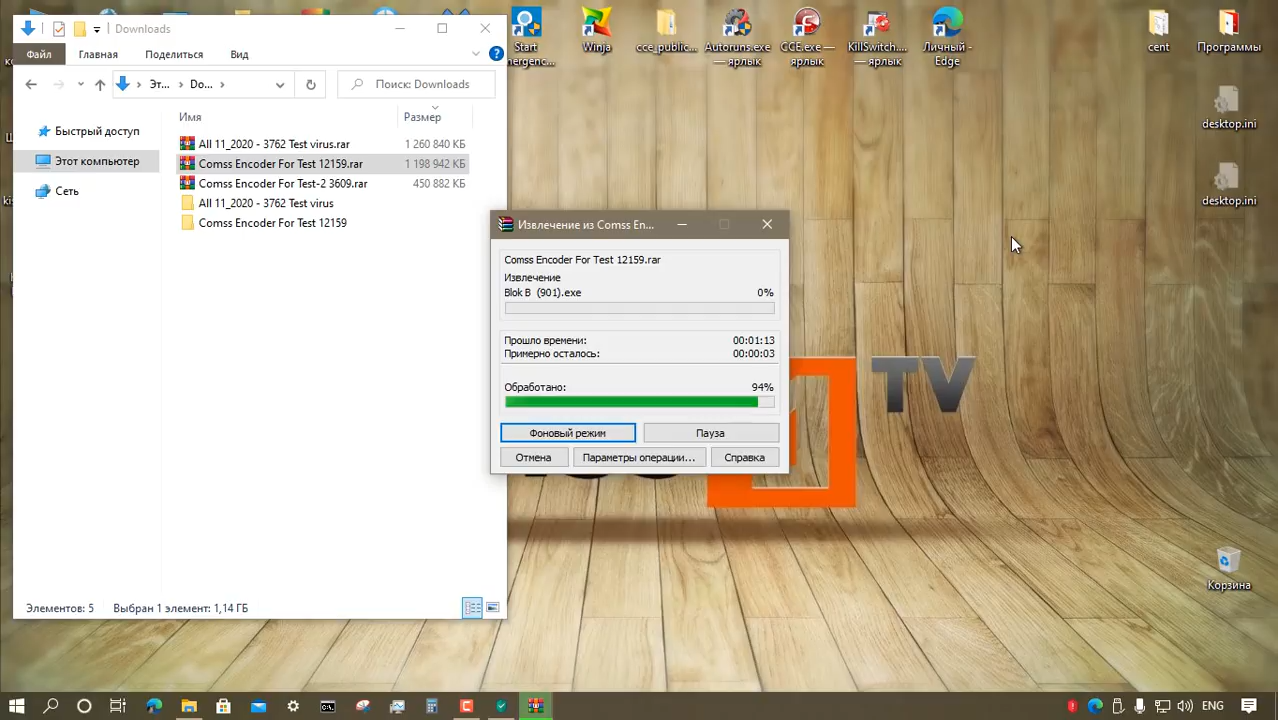 Downloads
Файл
Главная
Поделиться
Вид
Эт...
Do...
Поиск: Downloads
Имя
Размер
Быстрый доступ
Этот компьютер
Сеть
All 11_2020 - 3762 Test virus.rar
1 260 840 КБ
Comss Encoder For Test 12159.rar
1 198 942 КБ
Comss Encoder For Test-2 3609.rar
450 882 КБ
All 11_2020 - 3762 Test virus
Comss Encoder For Test 12159
Элементов: 5
Выбран 1 элемент: 1,14 ГБ
Извлечение из Comss En...
Comss Encoder For Test 12159.rar
Извлечение
Blok B (901).exe
0%
Прошло времени:
00:01:13
Примерно осталось:
00:00:03
Обработано:
94%
Фоновый режим
Пауза
Отмена
Параметры операции...
Справка
Start
Winja
cce_public...
Autoruns.exe
— ярлык
CCE.exe —
ярлык
KillSwitch....
— ярлык
Личный -
Edge
cent
Программы
desktop.ini
desktop.ini
TV
Корзина
ENG